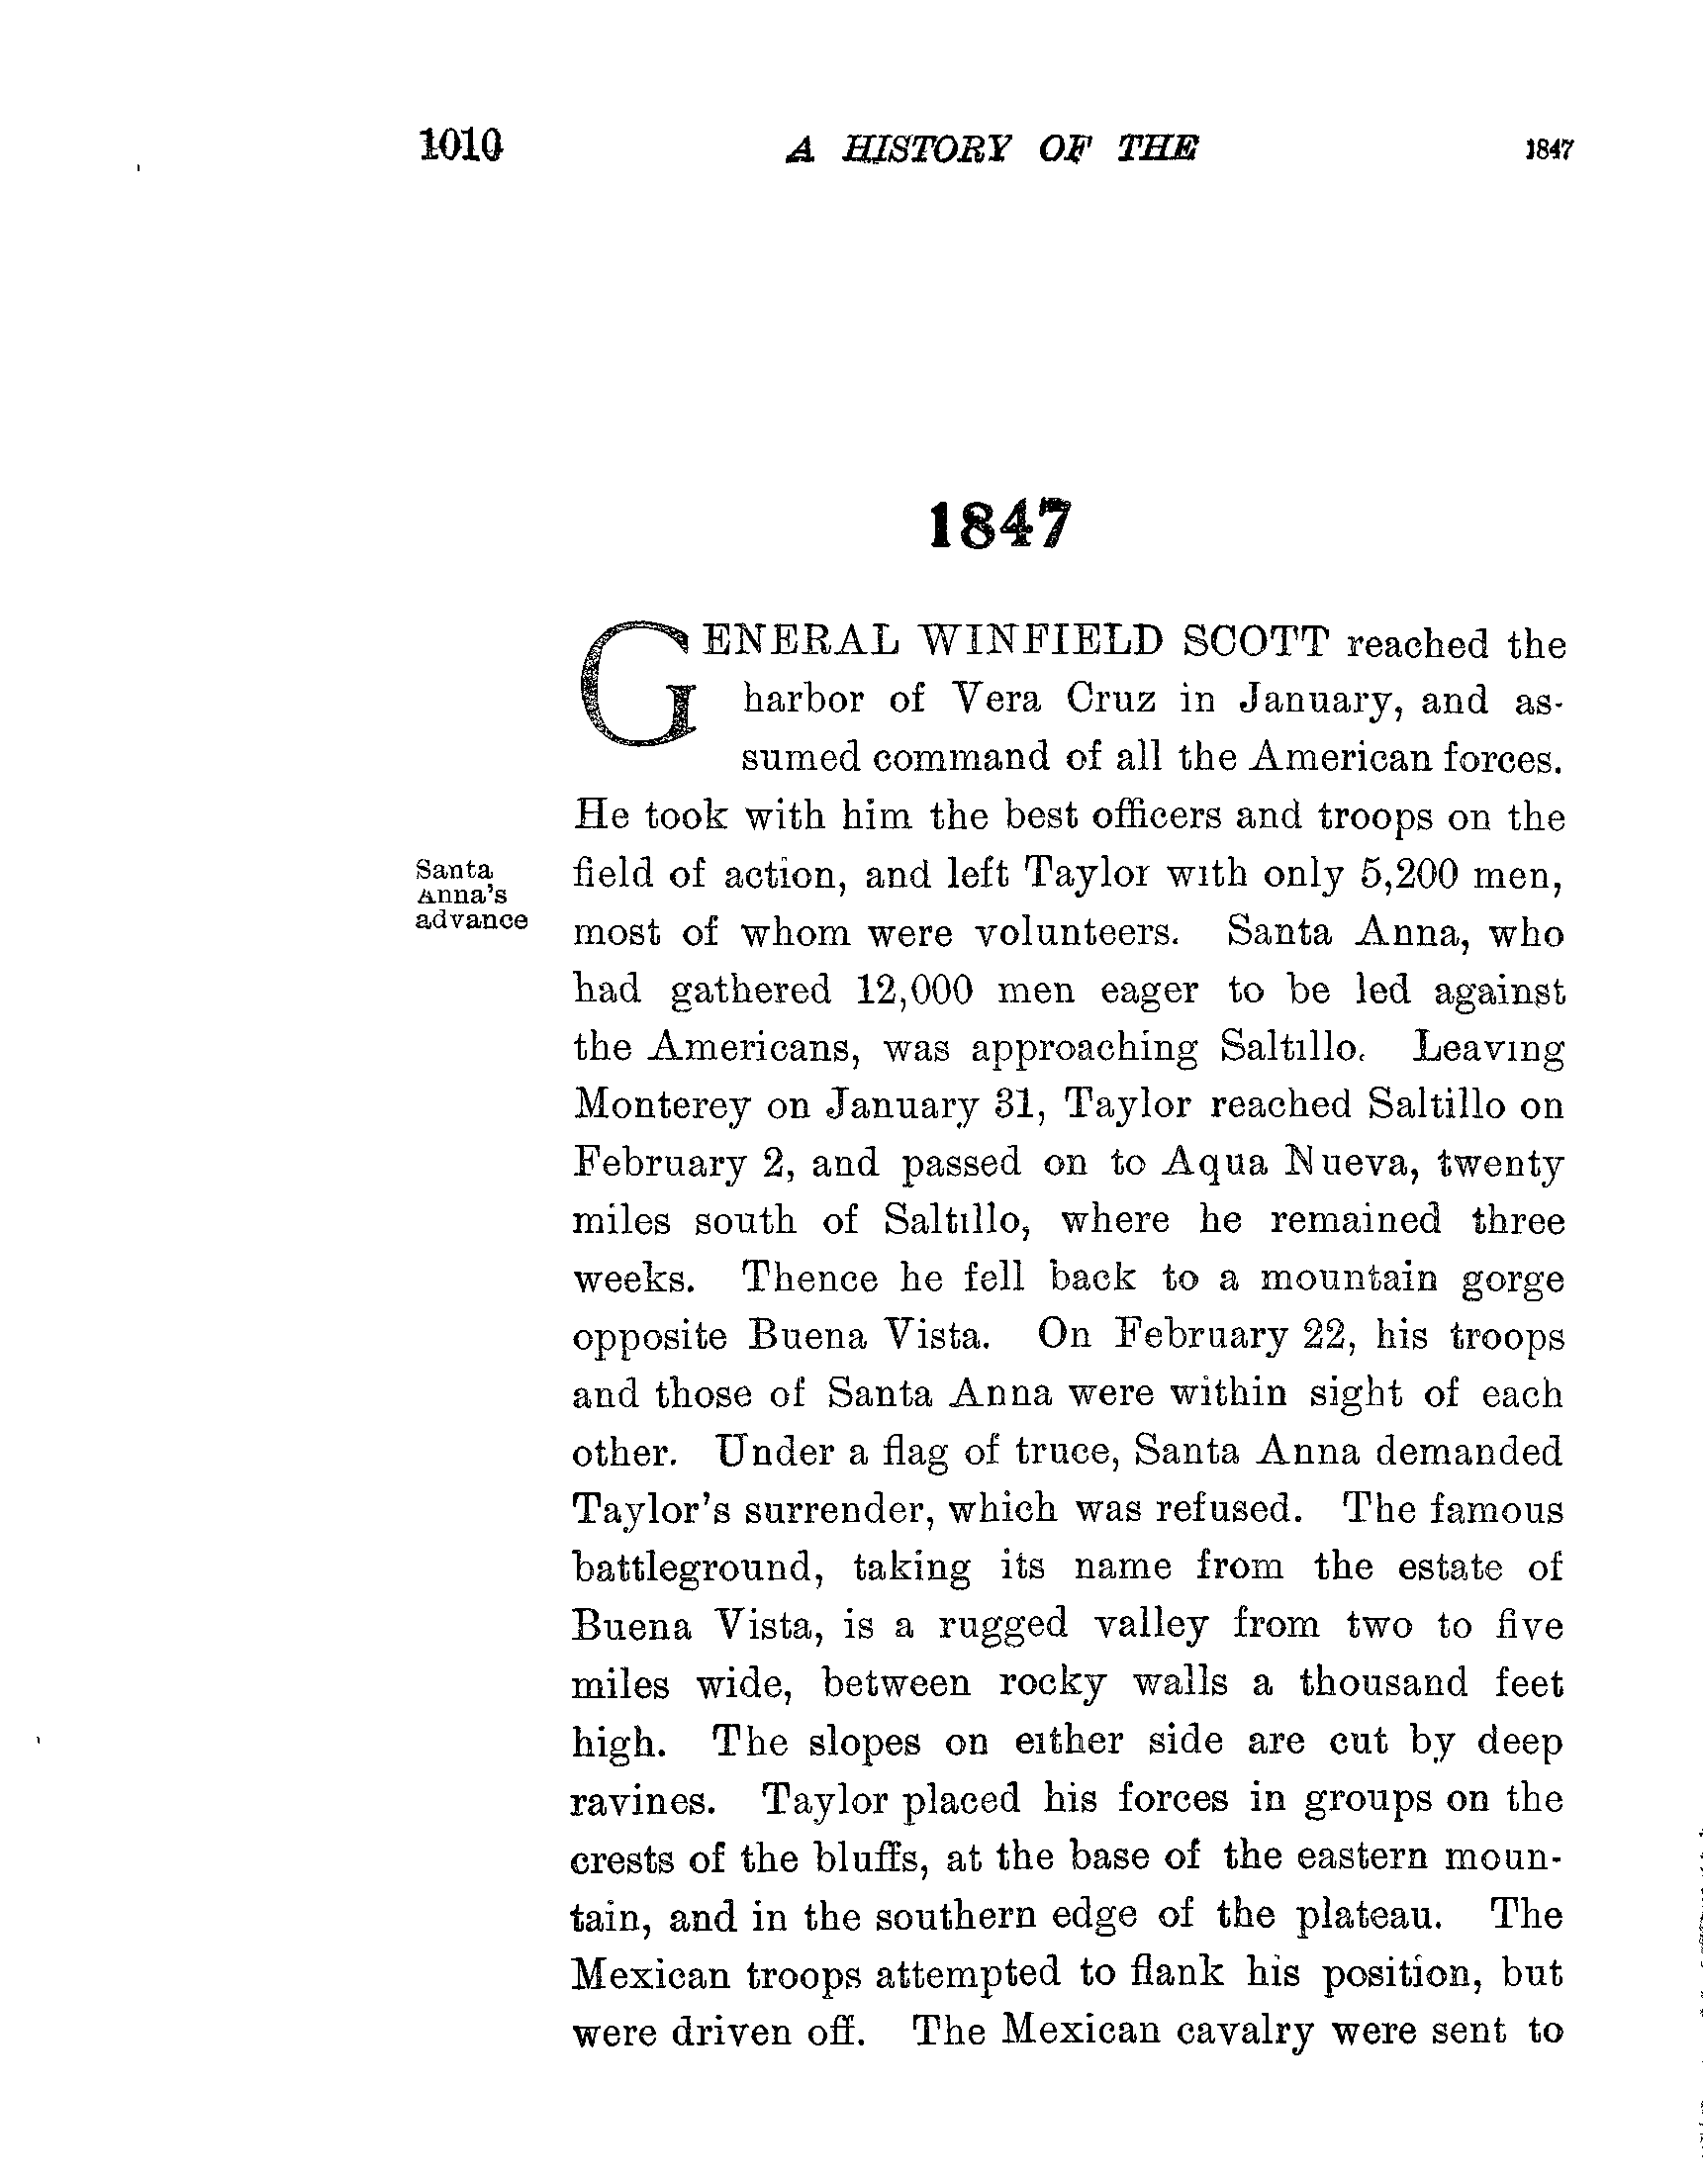 1010 A HISTORY OF THE 1847
1847
GENERAL WINFIELD SCOTT reached the
harbor of Vera Cruz in January, and as-
sumed command of all the American forces.
He took with him the best officers and troops on the
Santa
Anna's
advance
field of action, and left Taylor with only 5,200 men,
most of whom were volunteers. Santa Anna, who
had gathered 12,000 men eager to be led against
the Americans, was approaching Saltillo. Leaving
Monterey on January 31, Taylor reached Saltillo on
February 2, and passed on to Aqua Nueva, twenty
miles south of Saltillo, where he remained three
weeks. Thence he fell back to a mountain gorge
opposite Buena Vista. On February 22, his troops
and those of Santa Anna were within sight of each
other. Under a flag of truce, Santa Anna demanded
Taylor's surrender, which was refused. The famous
battleground, taking its name from the estate of
Buena Vista, is a rugged valley from two to five
miles wide, between rocky walls a thousand feet
high. The slopes on either side are cut by deep
ravines. Taylor placed his forces in groups on the
crests of the bluffs, at the base of the eastern moun-
tain, and in the southern edge of the plateau. The
Mexican troops attempted to flank his position, but
were driven off. The Mexican cavalry were sent to